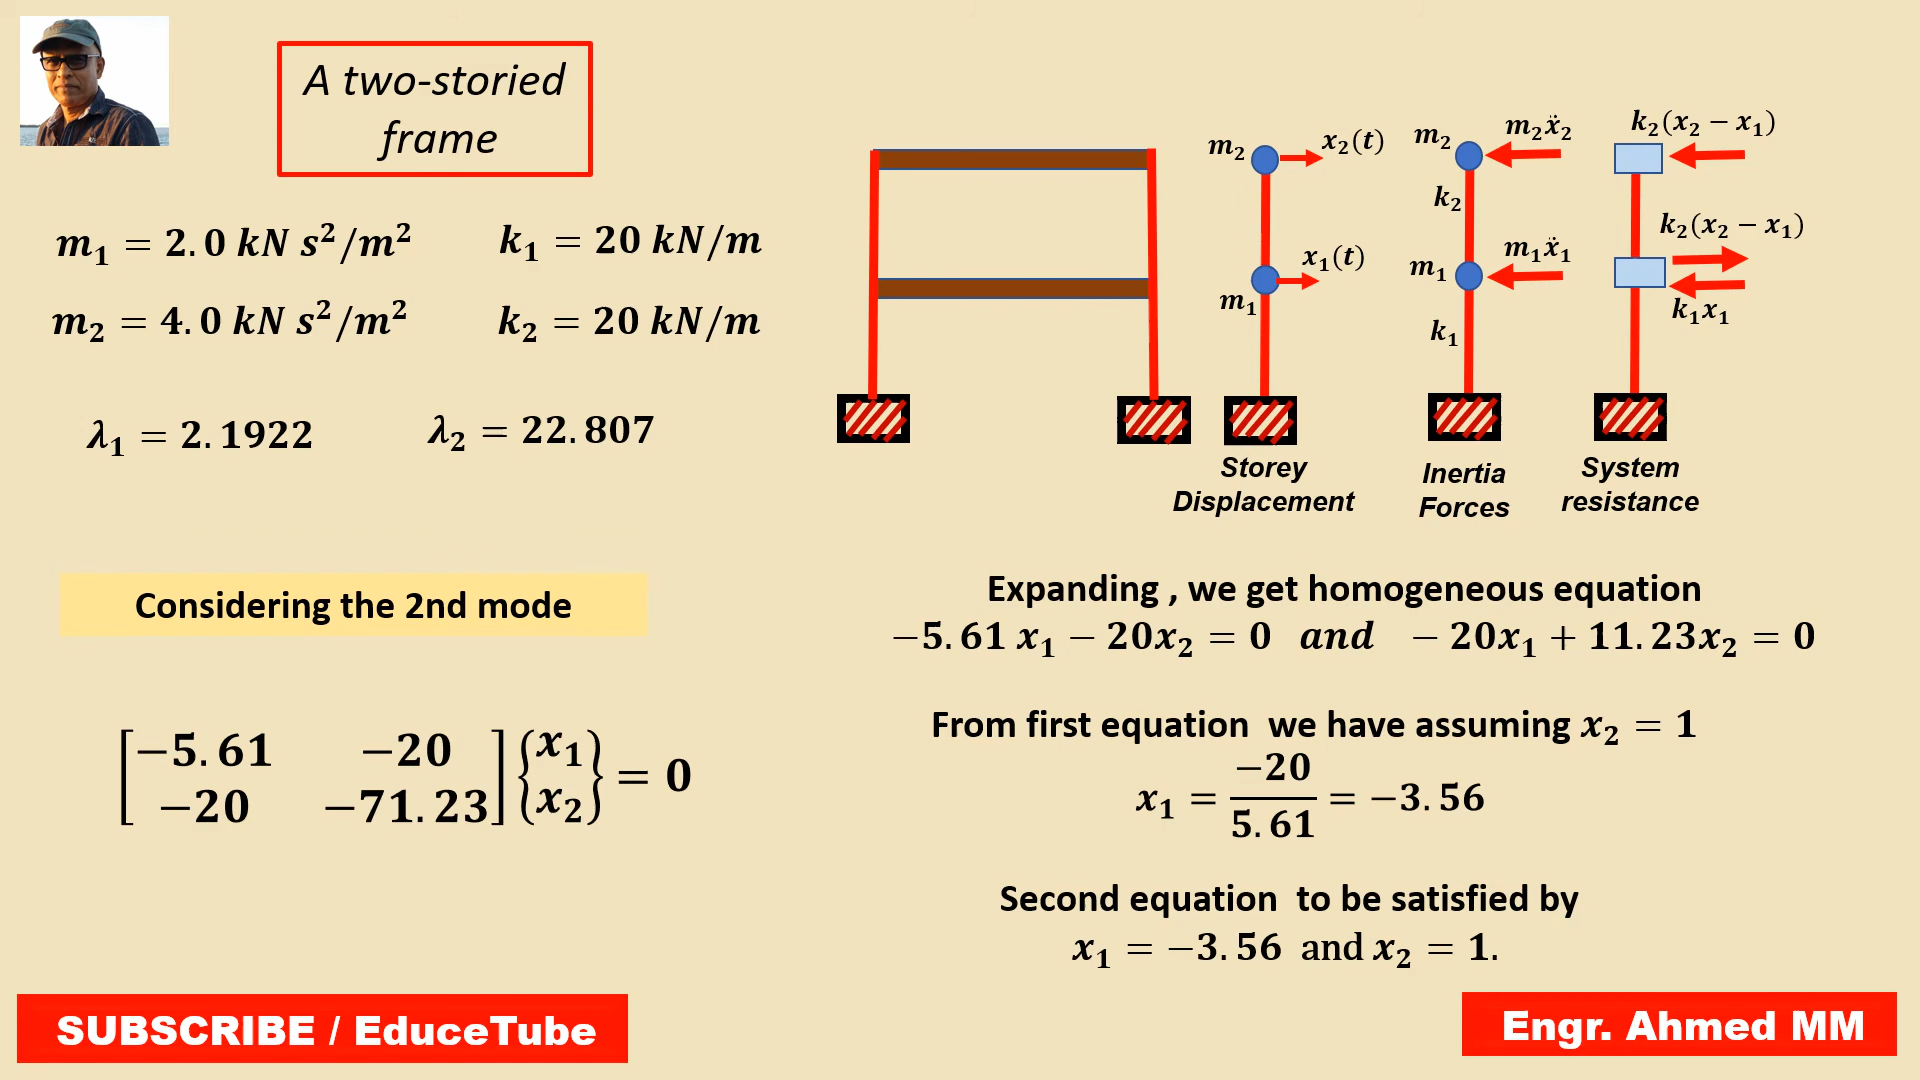 A two-storied
frame
m₁ = 2.0 kN s²/m²
k₁ = 20 kN/m
m₂ = 4.0 kN s²/m²
k₂ = 20 kN/m
λ₁ = 2.1922
λ₂ = 22.807
m₂
x₂(t)
x₁(t)
m₁
Storey
Displacement
m₂
m₂ẍ₂
k₂
m₁
m₁ẍ₁
k₁
Inertia
Forces
k₂(x₂ − x₁)
k₂(x₂ − x₁)
k₁x₁
System
resistance
Considering the 2nd mode
[−5.61 −20
−20 −71.23] {x₁
x₂} = 0
Expanding , we get homogeneous equation
−5.61 x₁ − 20x₂ = 0 and − 20x₁ + 11.23x₂ = 0
From first equation we have assuming x₂ = 1
x₁ = −20/5.61 = −3.56
Second equation to be satisfied by
x₁ = −3.56 and x₂ = 1.
SUBSCRIBE / EduceTube
Engr. Ahmed MM